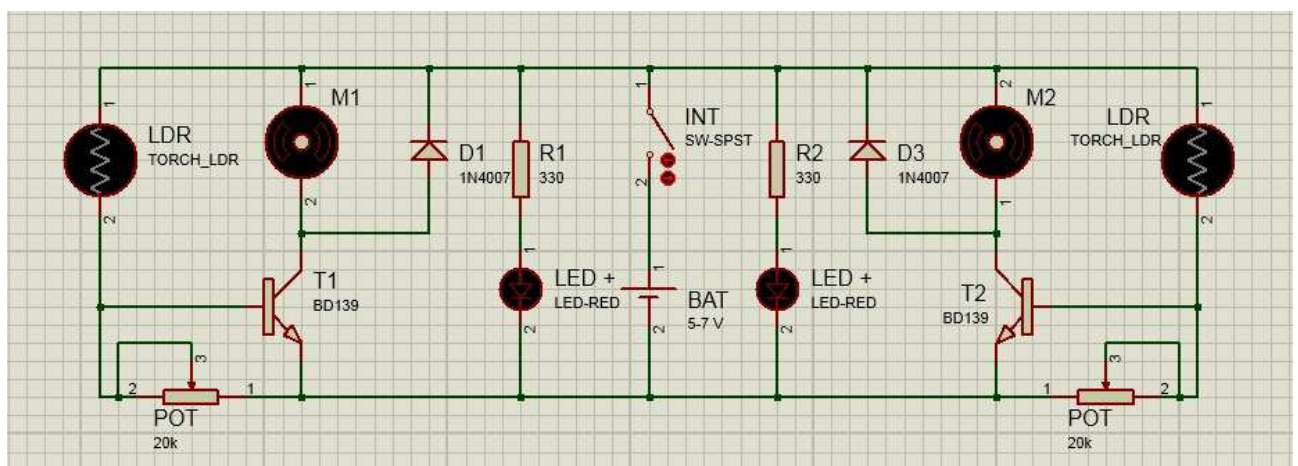 LDR
TORCH_LDR
1
2
M1
1
2
D1
1N4007
R1
330
INT
SW-SPST
1
2
R2
330
D3
1N4007
M2
2
1
LDR
TORCH_LDR
1
2
T1
BD139
LED +
LED-RED
1
2
BAT
5-7 V
1
2
LED +
LED-RED
1
2
T2
BD139
2
3
1
POT
20k
1
3
2
POT
20k